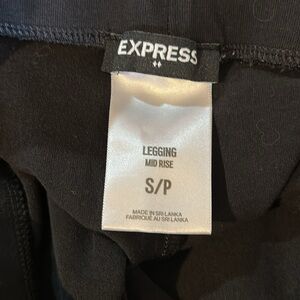 EXPRESS
LEGGING
MID RISE
S/P
MADE IN SRI LANKA
FABRIQUÉ AU SRI LANKA